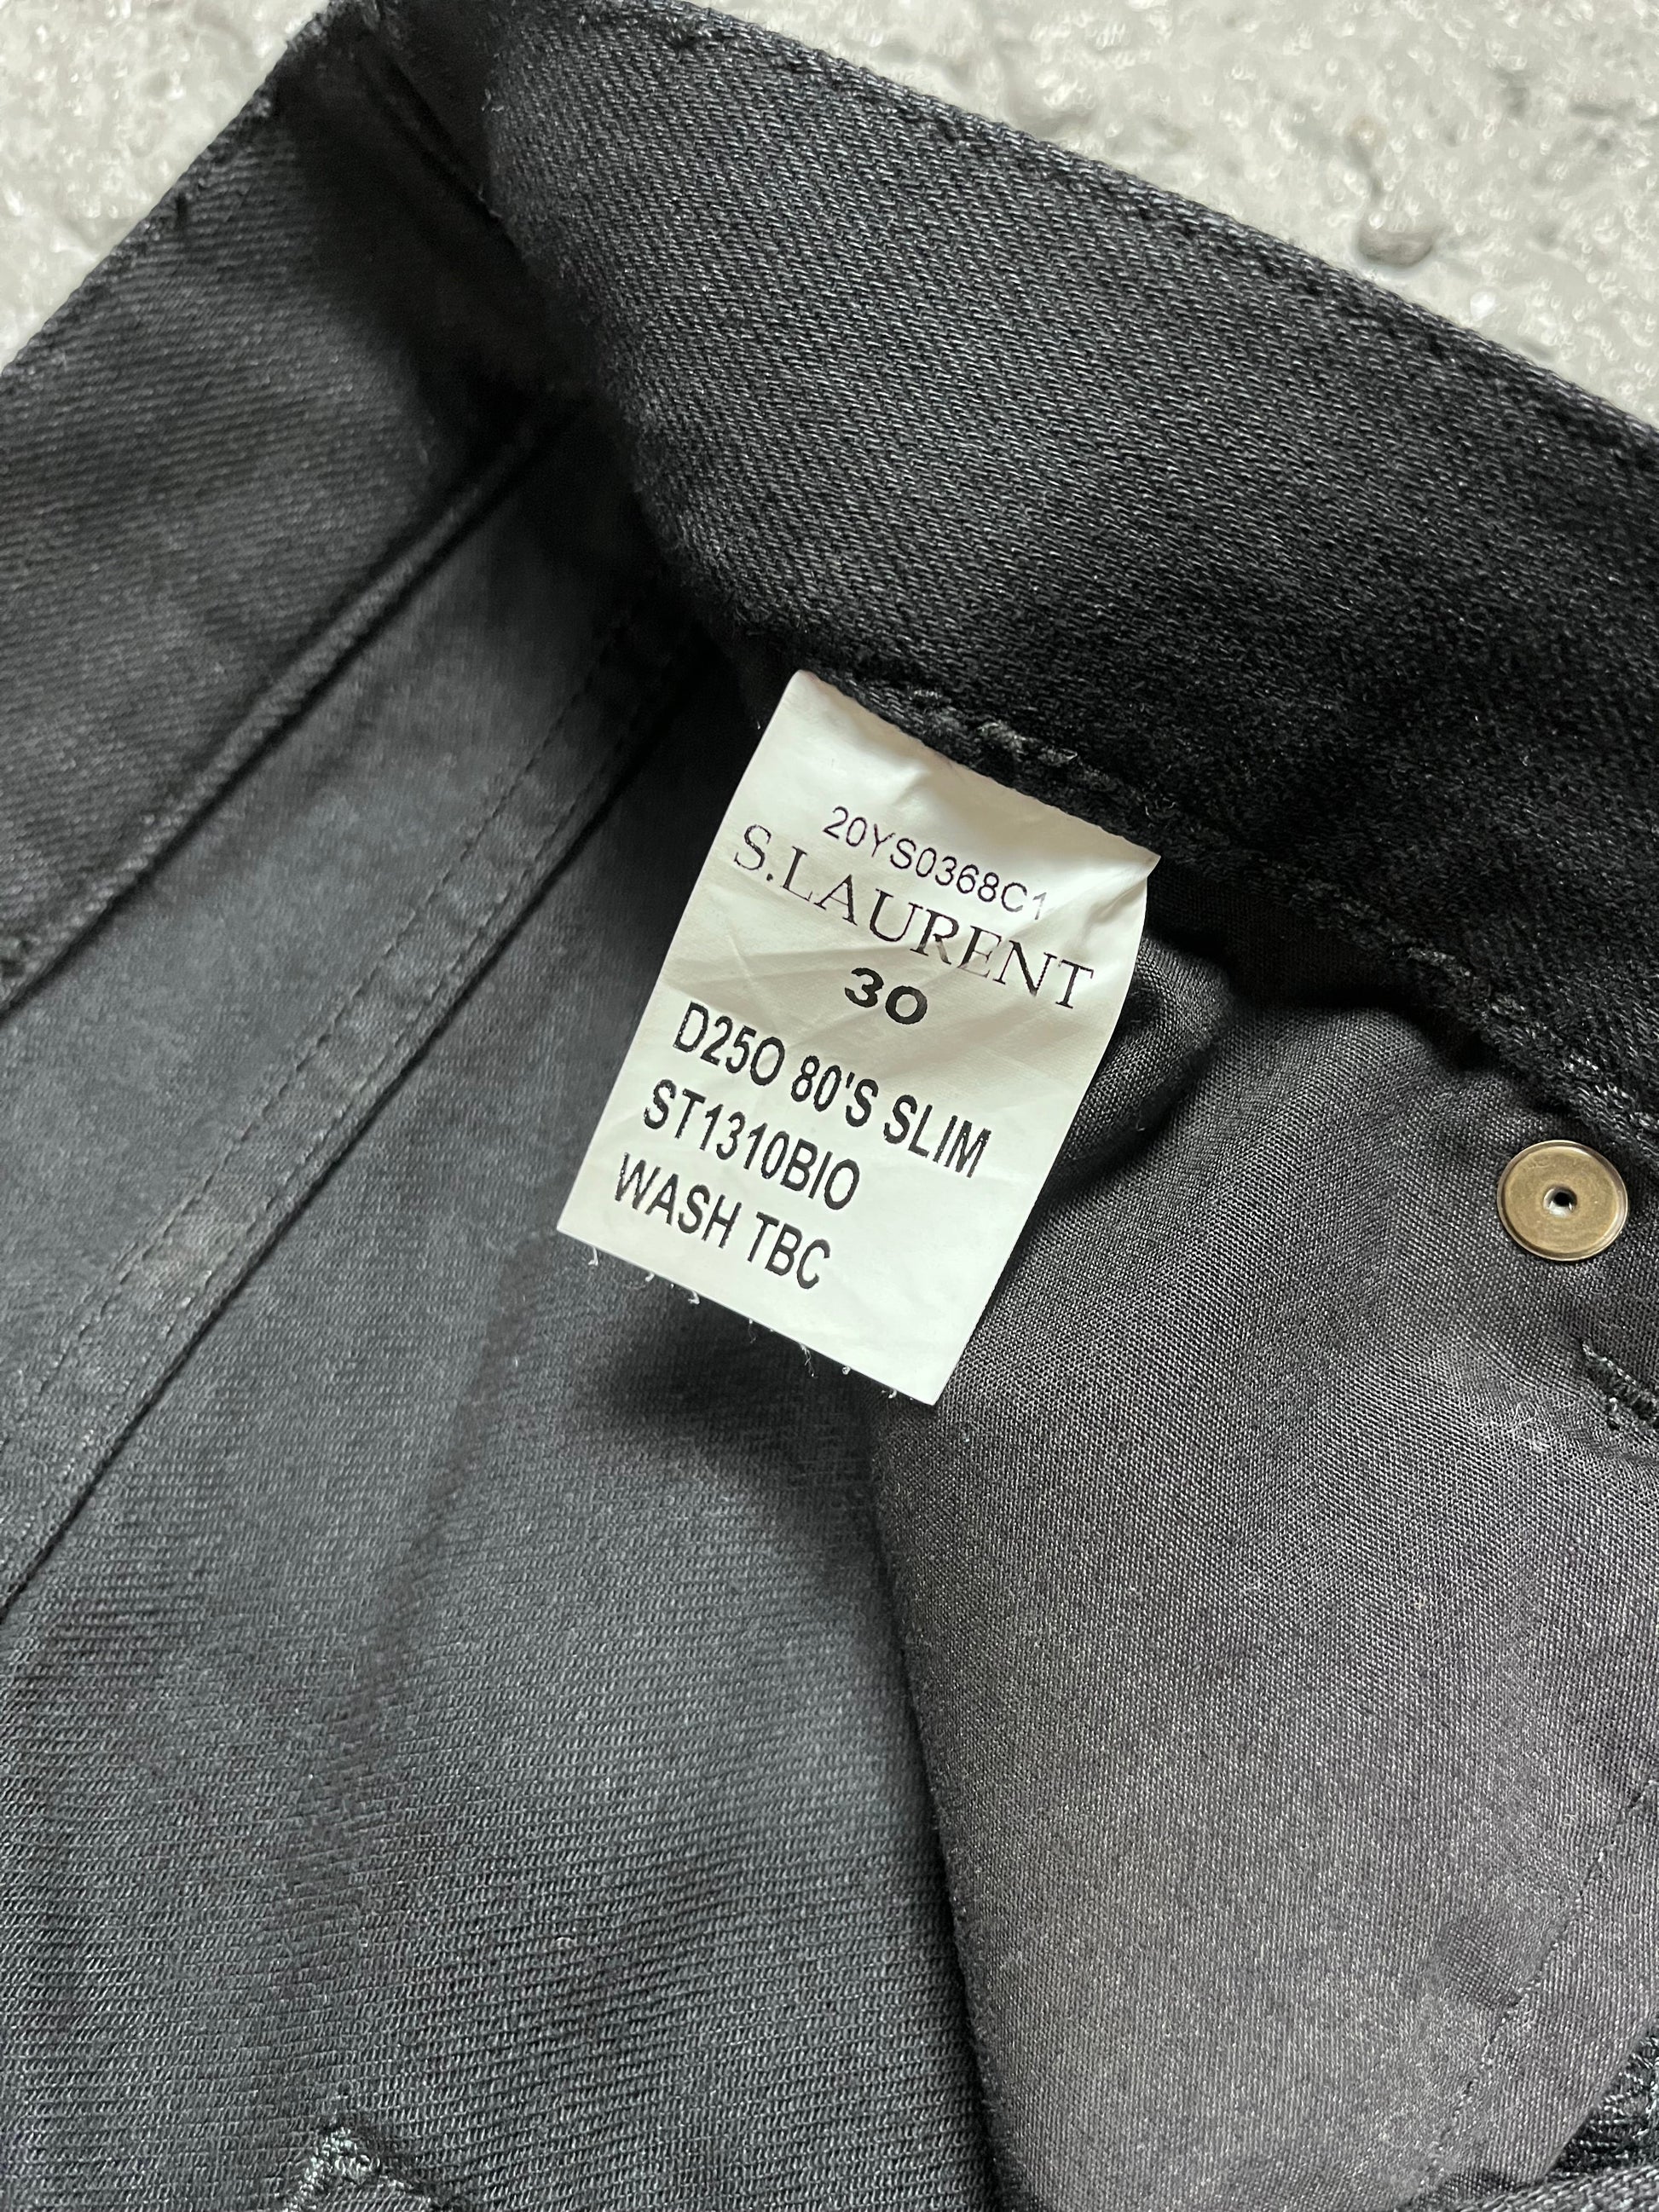 20YS0368C1
S.LAURENT
30
D25O 80'S SLIM
ST1310BIO
WASH TBC